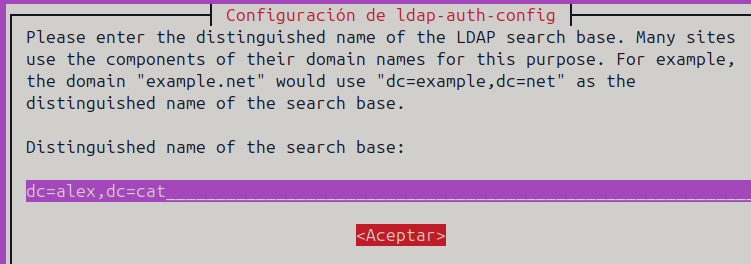 Configuración de ldap-auth-config
Please enter the distinguished name of the LDAP search base. Many sites
use the components of their domain names for this purpose. For example,
the domain "example.net" would use "dc=example,dc=net" as the
distinguished name of the search base.
Distinguished name of the search base:
dc=alex,dc=cat
<Aceptar>